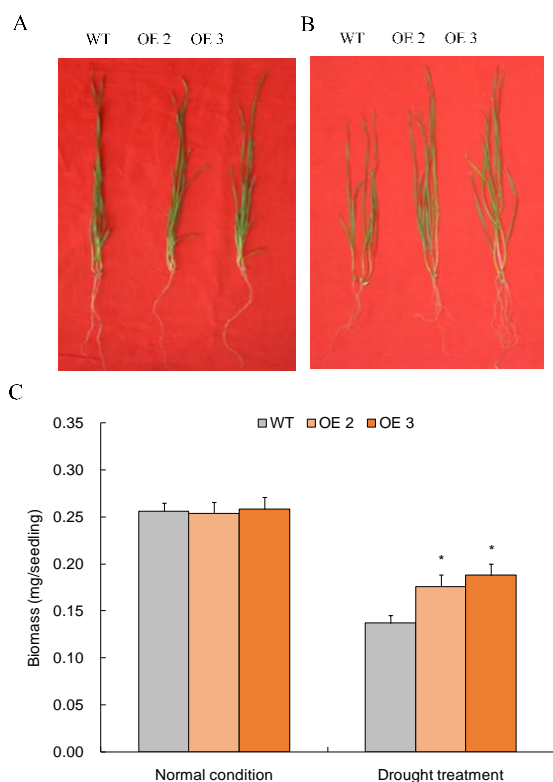 A
WT OE 2 OE 3
B
WT OE 2 OE 3
C
WT OE 2 OE 3
Biomass (mg/seedling)
0.35
0.30
0.25
0.20
0.15
0.10
0.05
0.00
* *
Normal condition Drought treatment